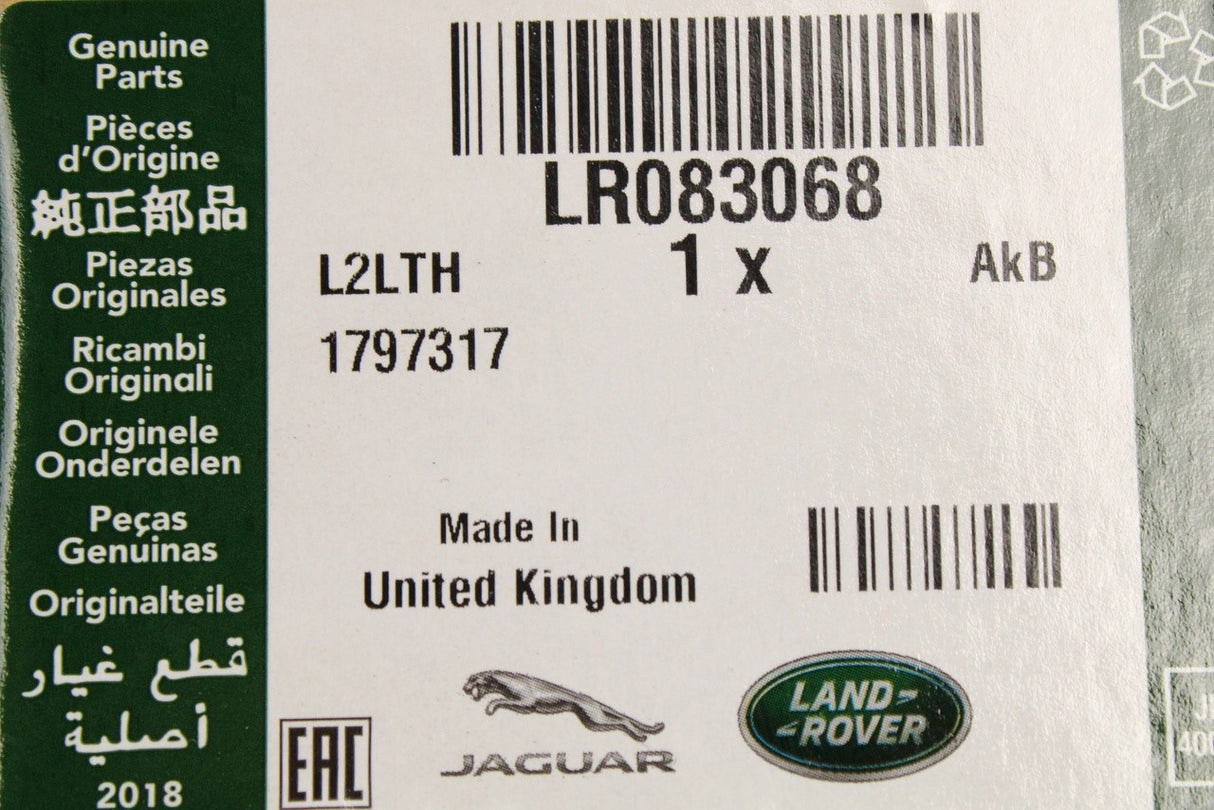 Genuine
Parts
Pièces
d’Origine
純正部品
Piezas
Originales
Ricambi
Originali
Originele
Onderdelen
Peças
Genuinas
Originalteile
قطع غيار
أصلية
2018
LR083068
L2LTH 1 x AkB
1797317
Made In
United Kingdom
EAC
JAGUAR
LAND
ROVER